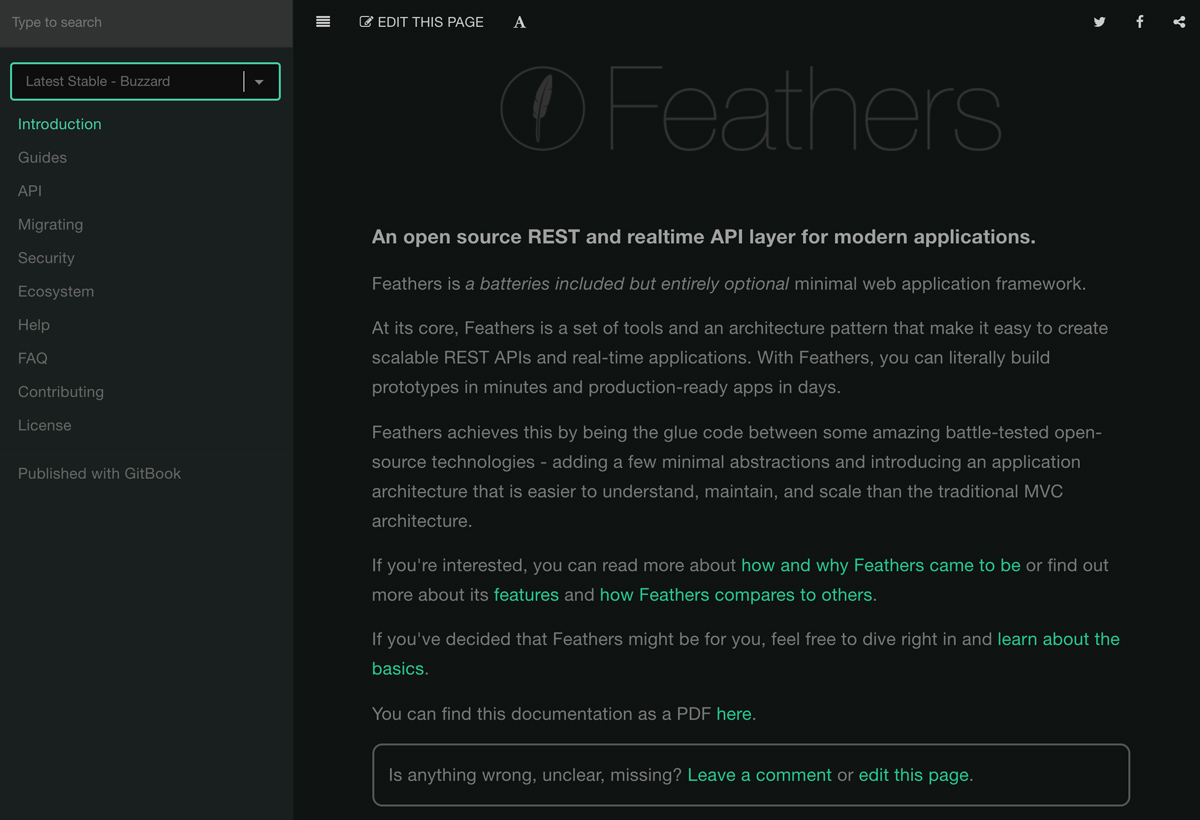 Type to search
EDIT THIS PAGE A
Latest Stable - Buzzard
Introduction
Guides
API
Migrating
Security
Ecosystem
Help
FAQ
Contributing
License
Published with GitBook
Feathers
An open source REST and realtime API layer for modern applications.
Feathers is a batteries included but entirely optional minimal web application framework.
At its core, Feathers is a set of tools and an architecture pattern that make it easy to create
scalable REST APIs and real-time applications. With Feathers, you can literally build
prototypes in minutes and production-ready apps in days.
Feathers achieves this by being the glue code between some amazing battle-tested open-
source technologies - adding a few minimal abstractions and introducing an application
architecture that is easier to understand, maintain, and scale than the traditional MVC
architecture.
If you're interested, you can read more about how and why Feathers came to be or find out
more about its features and how Feathers compares to others.
If you've decided that Feathers might be for you, feel free to dive right in and learn about the
basics.
You can find this documentation as a PDF here.
Is anything wrong, unclear, missing? Leave a comment or edit this page.